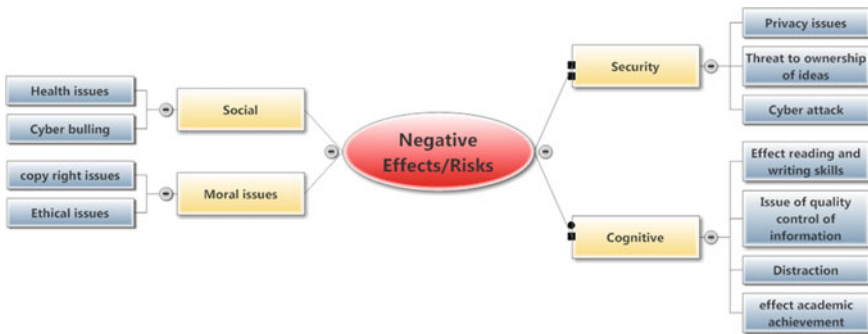 Negative
Effects/Risks
Social
Health issues
Cyber bulling
Moral issues
copy right issues
Ethical issues
Security
Privacy issues
Threat to ownership
of ideas
Cyber attack
Cognitive
Effect reading and
writing skills
Issue of quality
control of
information
Distraction
effect academic
achievement